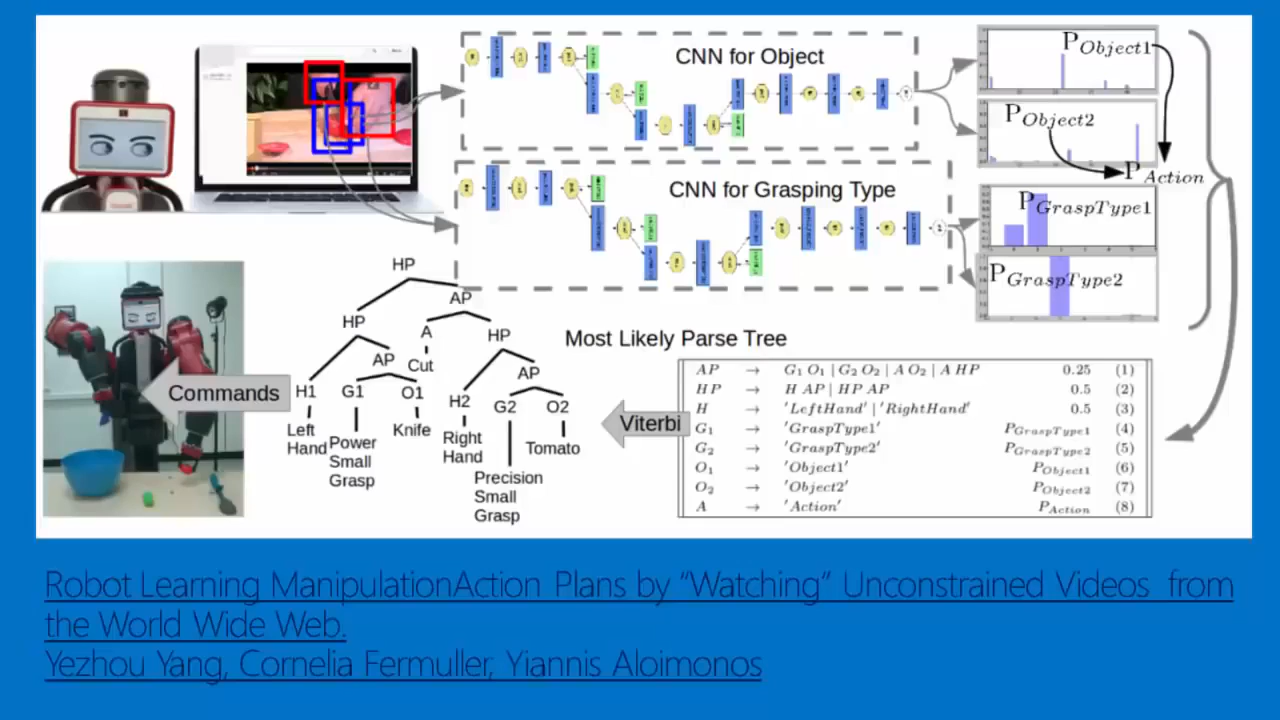 CNN for Object
P_Object1
P_Object2
P_Action
CNN for Grasping Type
P_GraspType1
P_GraspType2
HP
AP
HP
A
HP
AP
Cut
AP
H1
G1
O1
H2
G2
O2
Left
Hand
Power
Small
Grasp
Knife
Right
Hand
Precision
Small
Grasp
Tomato
Commands
Viterbi
Most Likely Parse Tree
AP → G1 O1 | G2 O2 | A O2 | A HP 0.25 (1)
HP → H AP | HP AP 0.5 (2)
H → 'LeftHand' | 'RightHand' 0.5 (3)
G1 → 'GraspType1' P_GraspType1 (4)
G2 → 'GraspType2' P_GraspType2 (5)
O1 → 'Object1' P_Object1 (6)
O2 → 'Object2' P_Object2 (7)
A → 'Action' P_Action (8)
Robot Learning ManipulationAction Plans by “Watching” Unconstrained Videos from
the World Wide Web.
Yezhou Yang, Cornelia Fermuller, Yiannis Aloimonos